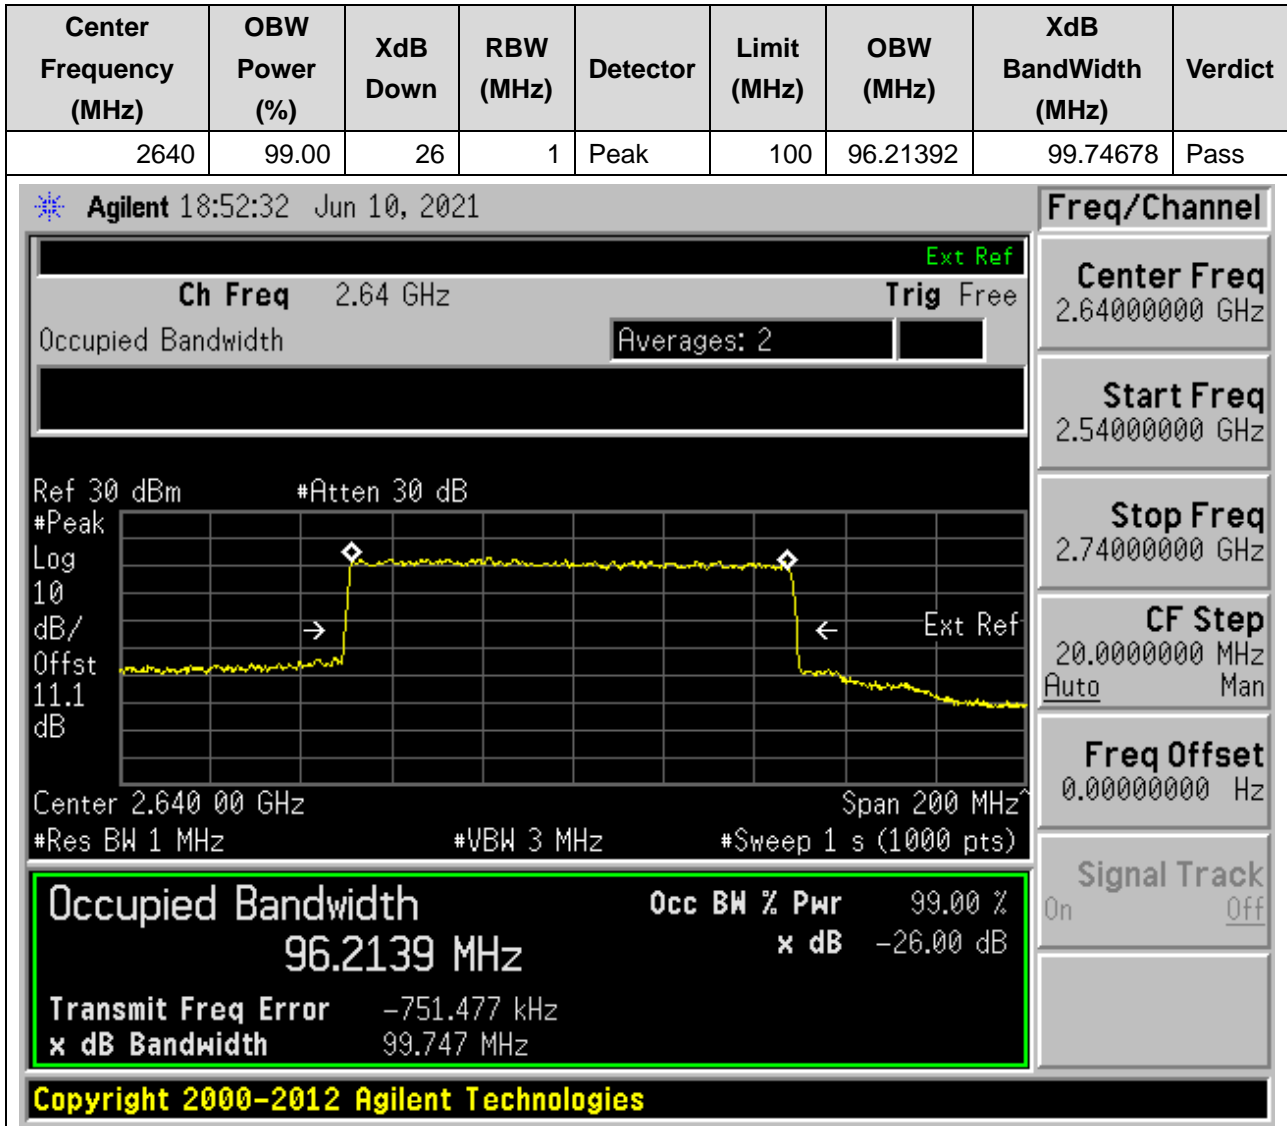 Center Frequency (MHz) OBW Power (%) XdB Down RBW (MHz) Detector Limit (MHz) OBW (MHz) XdB BandWidth (MHz) Verdict
2640 99.00 26 1 Peak 100 96.21392 99.74678 Pass
Agilent 18:52:32 Jun 10, 2021
Freq/Channel
Ext Ref
Ch Freq 2.64 GHz Trig Free
Occupied Bandwidth Averages: 2
Center Freq
2.64000000 GHz
Start Freq
2.54000000 GHz
Stop Freq
2.74000000 GHz
CF Step
20.0000000 MHz
Auto Man
Freq Offset
0.00000000 Hz
Signal Track
On Off
Ref 30 dBm #Atten 30 dB
#Peak
Log
10
dB/
Offst
11.1
dB
Ext Ref
Center 2.640 00 GHz Span 200 MHz^
#Res BW 1 MHz #VBW 3 MHz #Sweep 1 s (1000 pts)
Occupied Bandwidth Occ BW % Pwr 99.00 %
96.2139 MHz x dB -26.00 dB
Transmit Freq Error -751.477 kHz
x dB Bandwidth 99.747 MHz
Copyright 2000-2012 Agilent Technologies